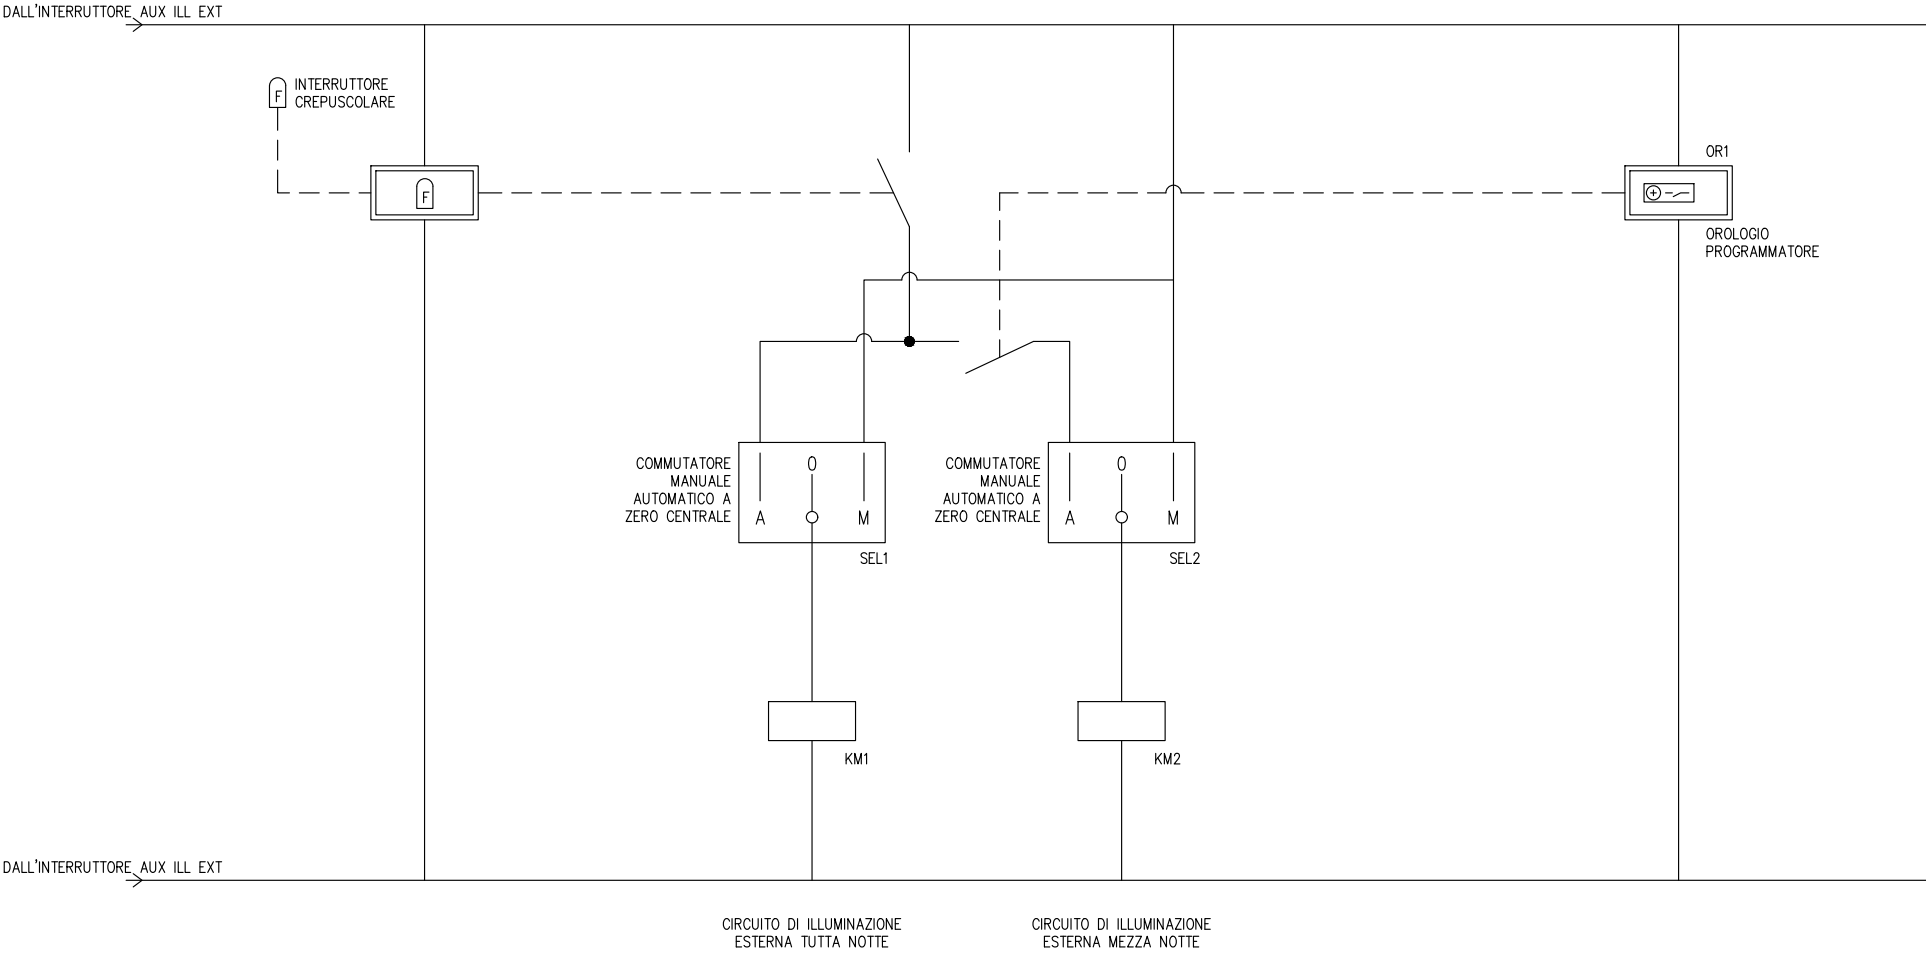 DALL'INTERRUTTORE AUX ILL EXT
F
INTERRUTTORE
CREPUSCOLARE
F
OR1
OROLOGIO
PROGRAMMATORE
COMMUTATORE
MANUALE
AUTOMATICO A
ZERO CENTRALE
0
A
M
SEL1
COMMUTATORE
MANUALE
AUTOMATICO A
ZERO CENTRALE
0
A
M
SEL2
KM1
KM2
DALL'INTERRUTTORE AUX ILL EXT
CIRCUITO DI ILLUMINAZIONE
ESTERNA TUTTA NOTTE
CIRCUITO DI ILLUMINAZIONE
ESTERNA MEZZA NOTTE